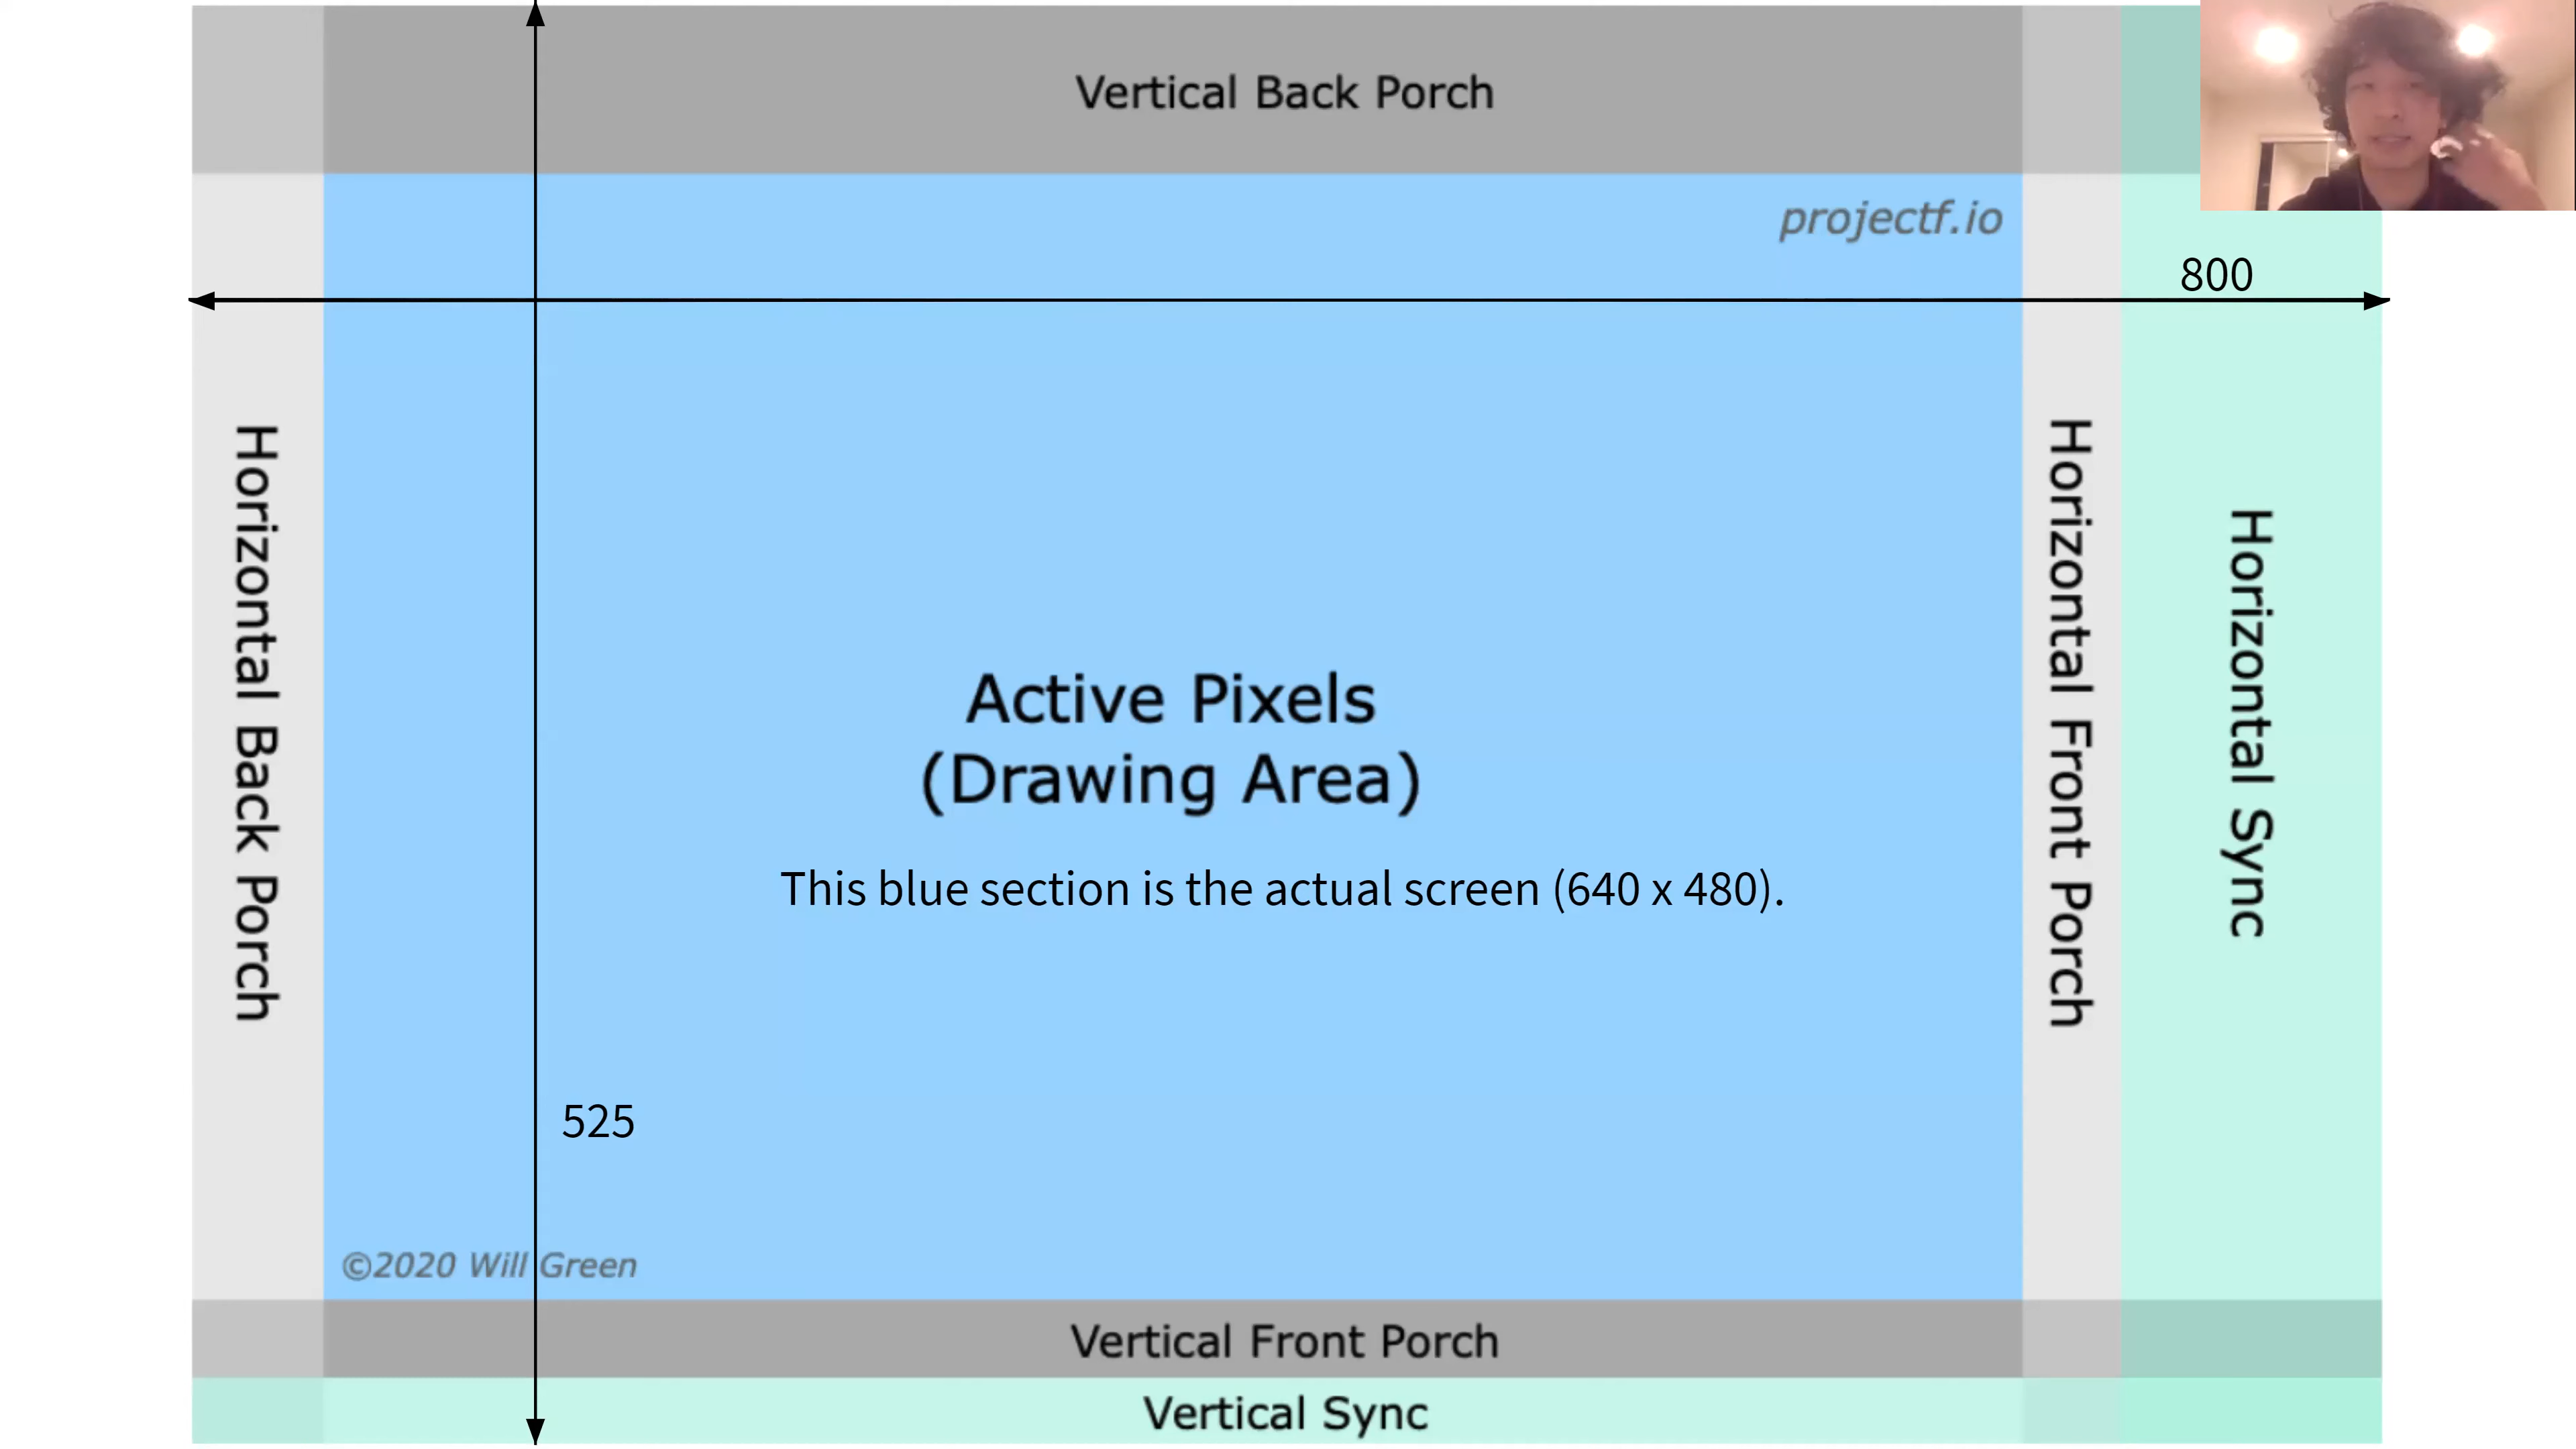 Vertical Back Porch
projectf.io
800
Horizontal Back Porch
Horizontal Front Porch
Horizontal Sync
Active Pixels
(Drawing Area)
This blue section is the actual screen (640 x 480).
525
©2020 Will Green
Vertical Front Porch
Vertical Sync